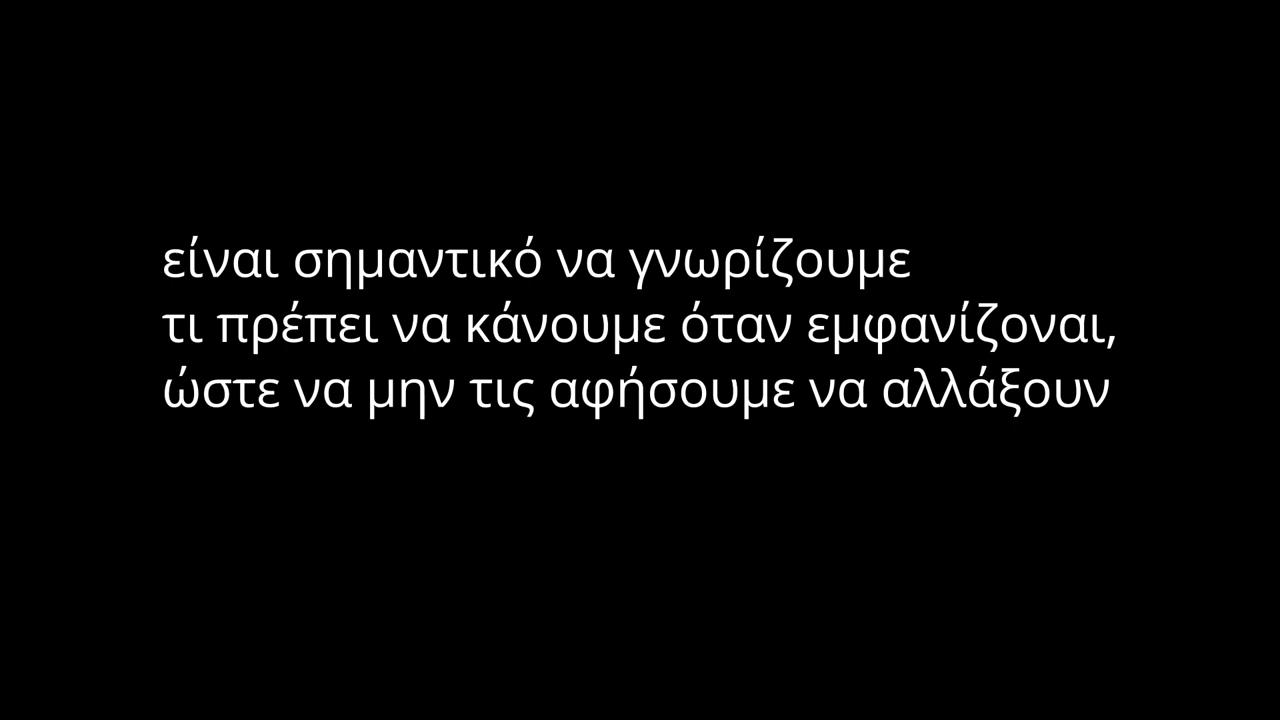 είναι σημαντικό να γνωρίζουμε
τι πρέπει να κάνουμε όταν εμφανίζοναι,
ώστε να μην τις αφήσουμε να αλλάξουν